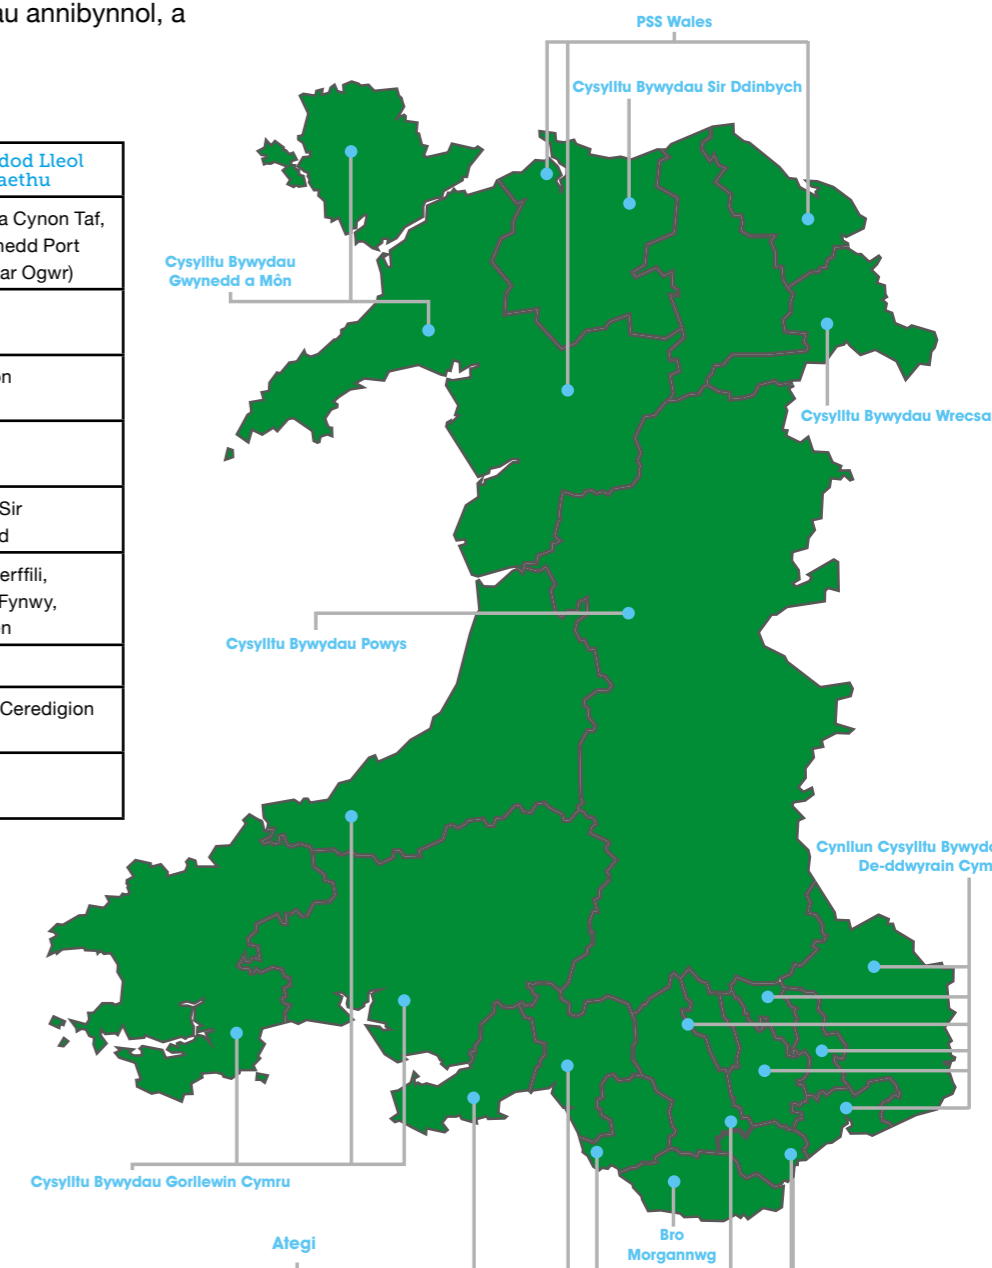 au annibynnol, a
dod Lleol
aethu
a Cynon Taf,
nedd Port
ar Ogwr)
on
Sir
d
erffili,
Fynwy,
n
Ceredigion
PSS Wales
Cysylltu Bywydau Sir Ddinbych
Cysylltu Bywydau
Gwynedd a Môn
Cysylltu Bywydau Wrecsa
Cysylltu Bywydau Powys
Cynllun Cysylltu Bywyd
De-ddwyrain Cym
Cysylltu Bywydau Gorllewin Cymru
Ategi
Bro
Morgannwg